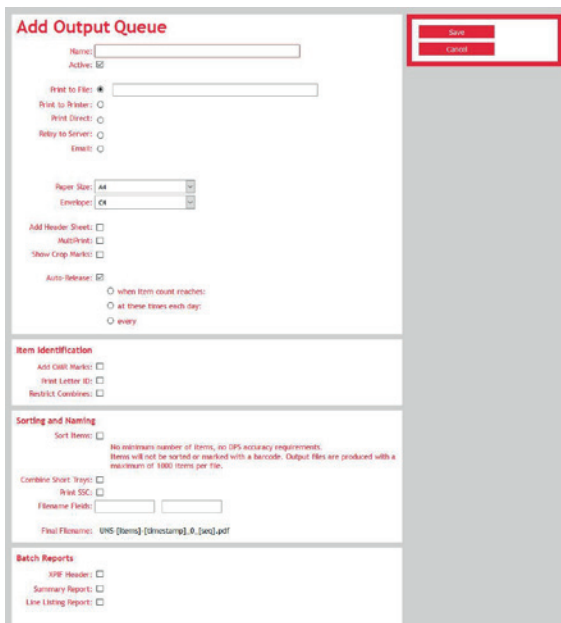 Add Output Queue
Name:
Active:
Print to File:
Print to Printer:
Print Direct:
Relay to Server:
Email:
Paper Size: A4
Envelope: C4
Add Header Sheet:
MultiPrint:
Show Crop Marks:
Auto-Release:
when item count reaches:
at these times each day:
every
Item Identification
Add OMR Marks:
Print Letter ID:
Restrict Combines:
Sorting and Naming
Sort Items:
No minimum number of items, no DPS accuracy requirements.
Items will not be sorted or marked with a barcode. Output files are produced with a
maximum of 1000 items per file.
Combine Short Trays:
Print SSC:
Filename Fields:
Final Filename: UNS-[items]-[timestamp]_0_[seq].pdf
Batch Reports
XPIF Header:
Summary Report:
Line Listing Report:
Save
Cancel